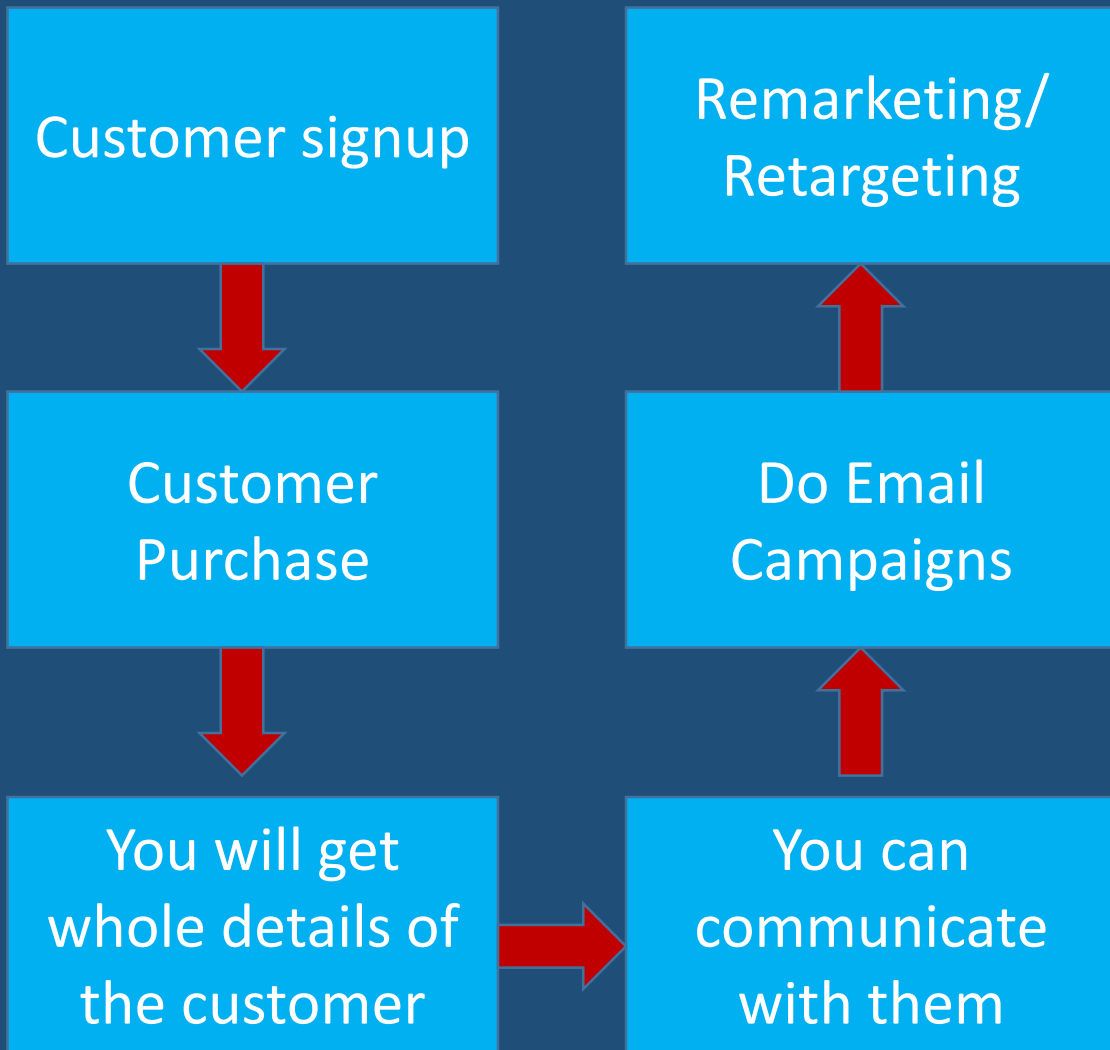 Customer signup
Customer
Purchase
You will get
whole details of
the customer
You can
communicate
with them
Do Email
Campaigns
Remarketing/
Retargeting